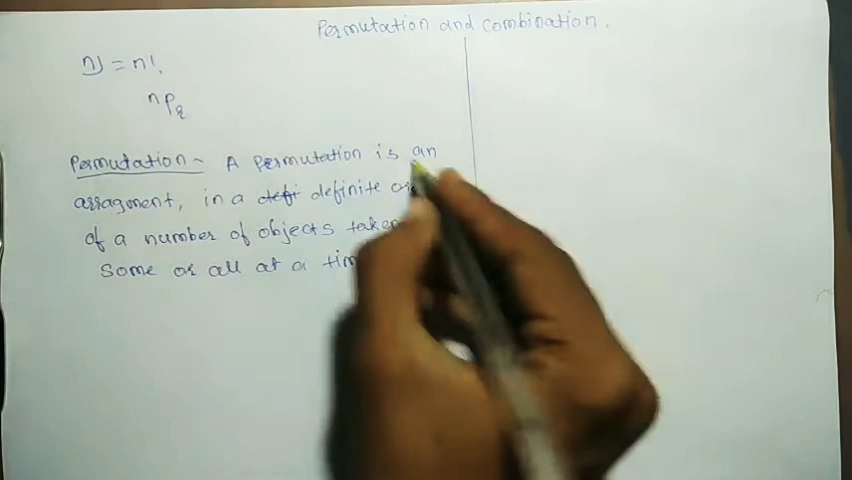 Permutation and combination.
n⌋ = n!.
nPr
Permutation ~ A permutation is an
arragment, in a defi definite
of a number of objects taken
some or all at a